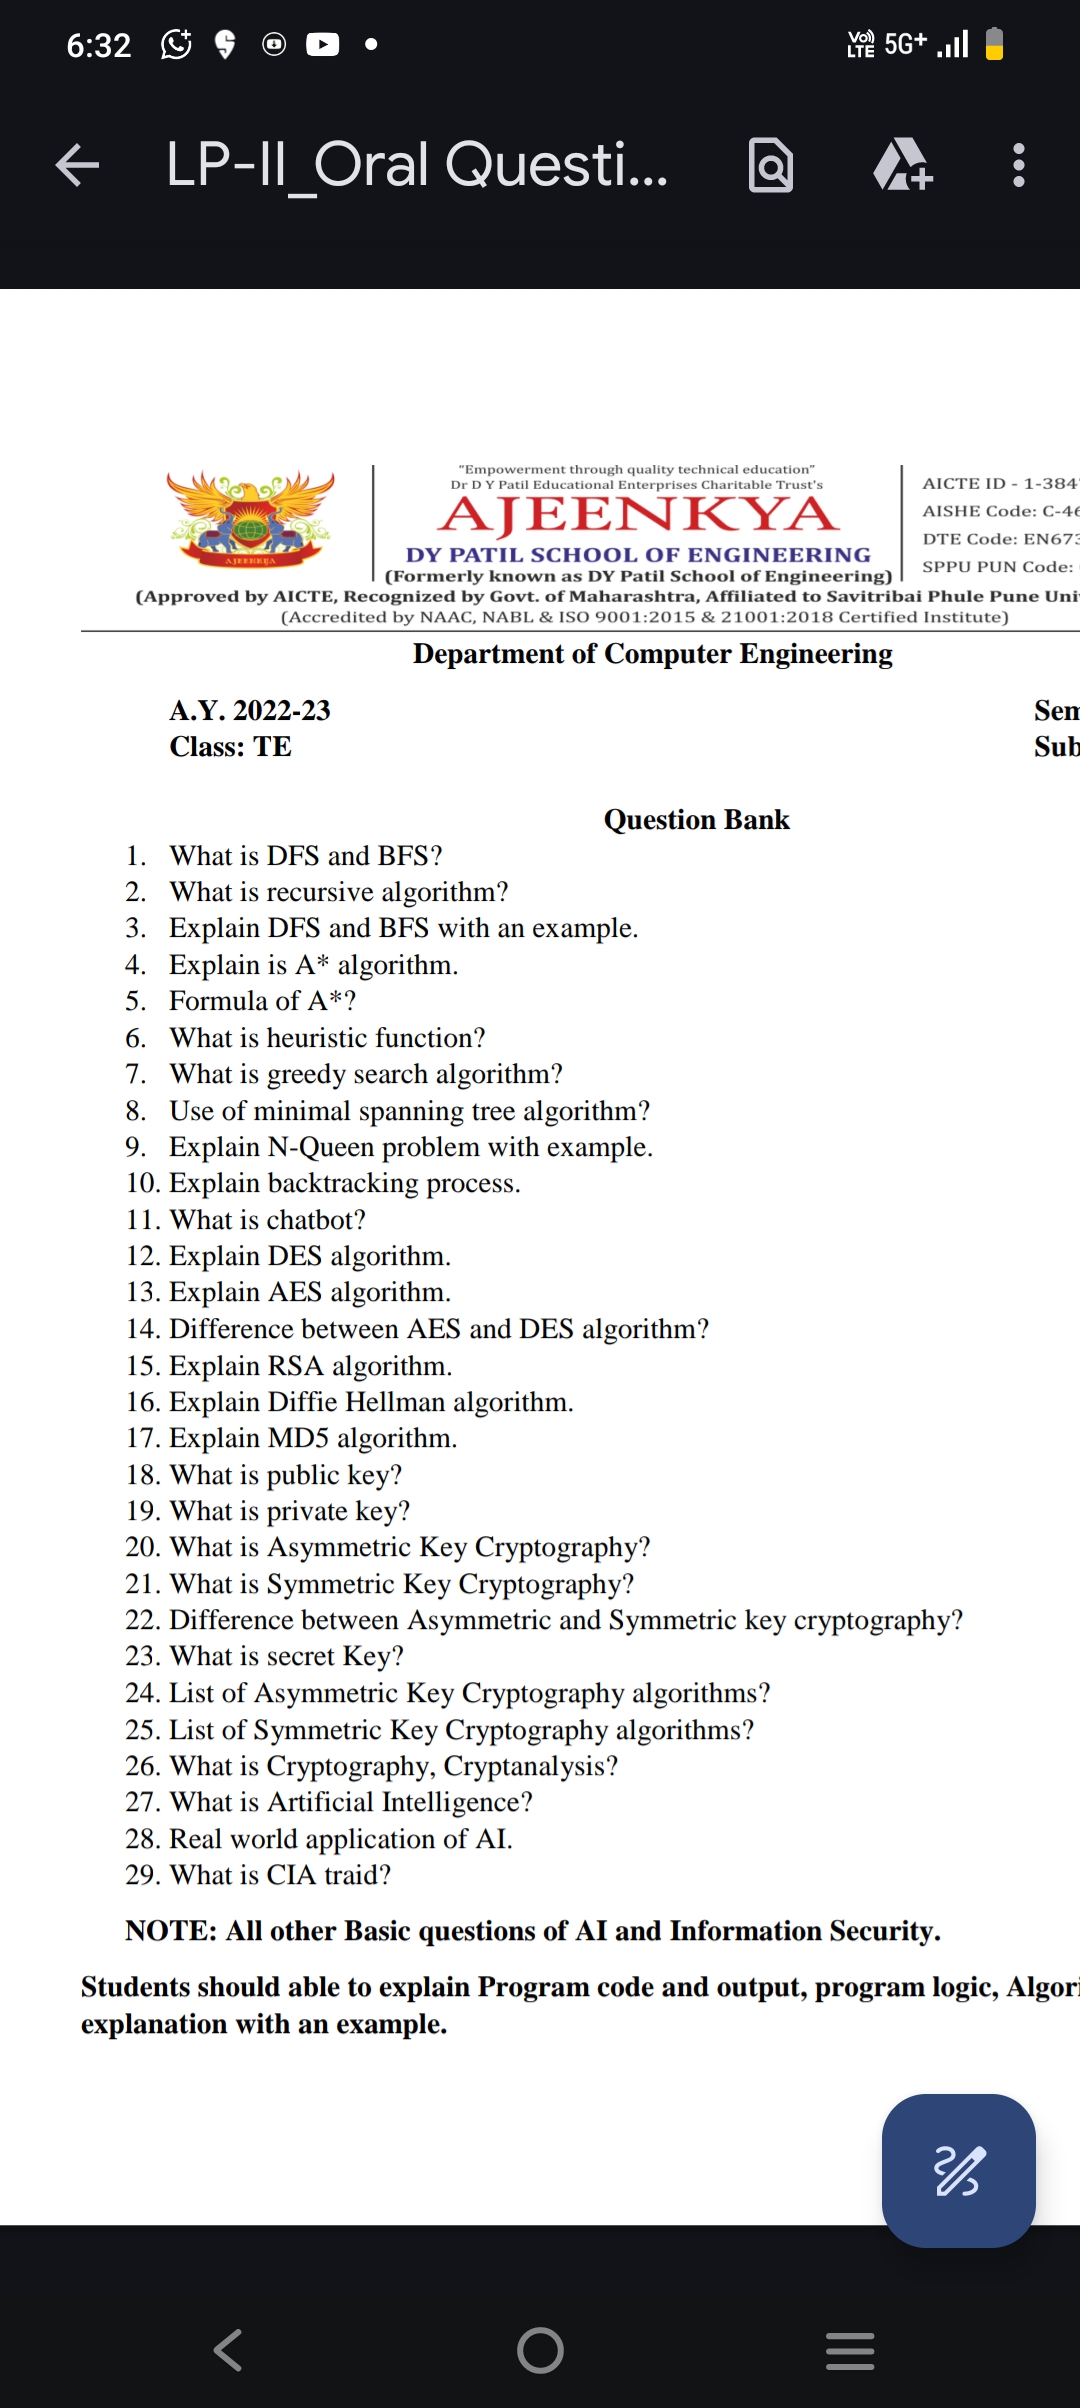 6:32 Vo) LTE 5G+
LP-II_Oral Questi...
"Empowerment through quality technical education"
Dr D Y Patil Educational Enterprises Charitable Trust's
AJEENKYA
DY PATIL SCHOOL OF ENGINEERING
(Formerly known as DY Patil School of Engineering)
AJEENKYA
AICTE ID - 1-384
AISHE Code: C-46
DTE Code: EN673
SPPU PUN Code:
(Approved by AICTE, Recognized by Govt. of Maharashtra, Affiliated to Savitribai Phule Pune Uni
(Accredited by NAAC, NABL & ISO 9001:2015 & 21001:2018 Certified Institute)
Department of Computer Engineering
A.Y. 2022-23 Sem
Class: TE Sub
Question Bank
1. What is DFS and BFS?
2. What is recursive algorithm?
3. Explain DFS and BFS with an example.
4. Explain is A* algorithm.
5. Formula of A*?
6. What is heuristic function?
7. What is greedy search algorithm?
8. Use of minimal spanning tree algorithm?
9. Explain N-Queen problem with example.
10. Explain backtracking process.
11. What is chatbot?
12. Explain DES algorithm.
13. Explain AES algorithm.
14. Difference between AES and DES algorithm?
15. Explain RSA algorithm.
16. Explain Diffie Hellman algorithm.
17. Explain MD5 algorithm.
18. What is public key?
19. What is private key?
20. What is Asymmetric Key Cryptography?
21. What is Symmetric Key Cryptography?
22. Difference between Asymmetric and Symmetric key cryptography?
23. What is secret Key?
24. List of Asymmetric Key Cryptography algorithms?
25. List of Symmetric Key Cryptography algorithms?
26. What is Cryptography, Cryptanalysis?
27. What is Artificial Intelligence?
28. Real world application of AI.
29. What is CIA traid?
NOTE: All other Basic questions of AI and Information Security.
Students should able to explain Program code and output, program logic, Algori
explanation with an example.